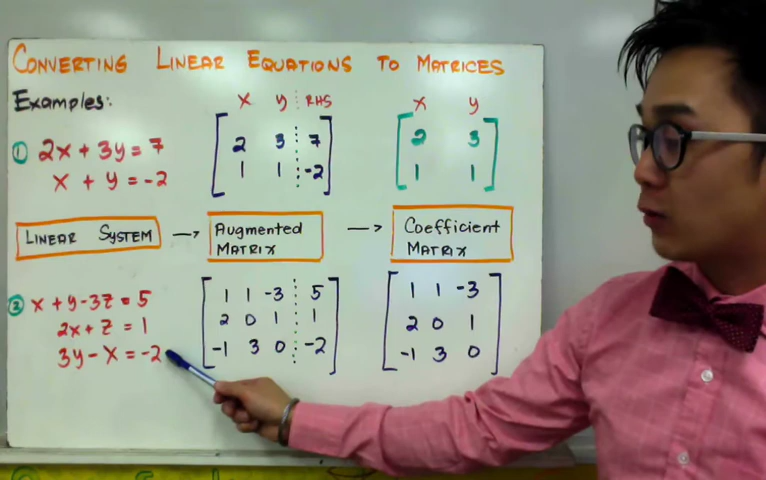 CONVERTING LINEAR EQUATIONS TO MATRICES
Examples:
① 2x + 3y = 7
x + y = -2
x y RHS
2 3 7
1 1 -2
x y
2 3
1 1
LINEAR SYSTEM → Augmented MATRIX → Coefficient MATRIX
② x + y - 3z = 5
2x + z = 1
3y - x = -2
1 1 -3 5
2 0 1 1
-1 3 0 -2
1 1 -3
2 0 1
-1 3 0